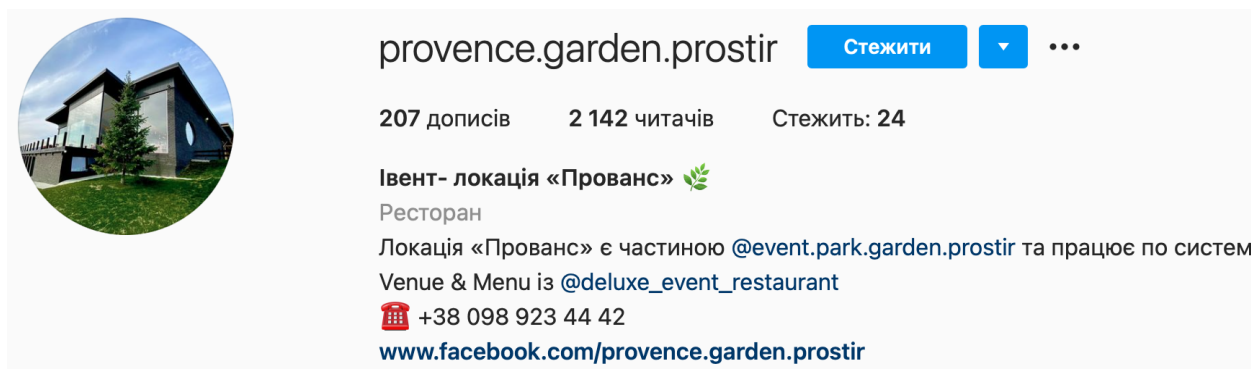 provence.garden.prostir Стежити
207 дописів 2 142 читачів Стежить: 24
Івент- локація «Прованс»
Ресторан
Локація «Прованс» є частиною @event.park.garden.prostir та працює по систем
Venue & Menu із @deluxe_event_restaurant
+38 098 923 44 42
www.facebook.com/provence.garden.prostir